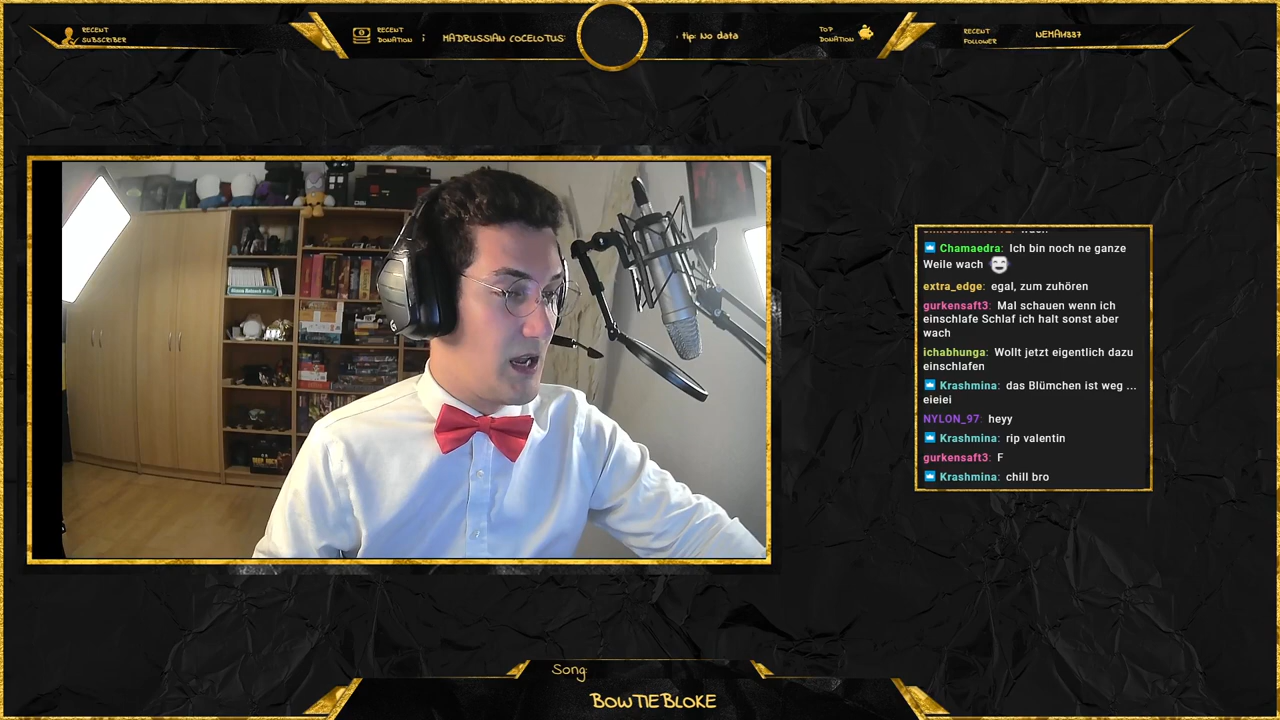 RECENT
SUBSCRIBER
RECENT
DONATION
MADRUSSIAN COCELOTUS:
tip: No data
TOP
DONATION
RECENT
FOLLOWER
Chamaedra: Ich bin noch ne ganze
Weile wach
extra_edge: egal, zum zuhören
gurkensaft3: Mal schauen wenn ich
einschlafe Schlaf ich halt sonst aber
wach
ichabhunga: Wollt jetzt eigentlich dazu
einschlafen
Krashmina: das Blümchen ist weg ...
eieiei
NYLON_97: heyy
Krashmina: rip valentin
gurkensaft3: F
Krashmina: chill bro
Song:
BOWTIEBLOKE